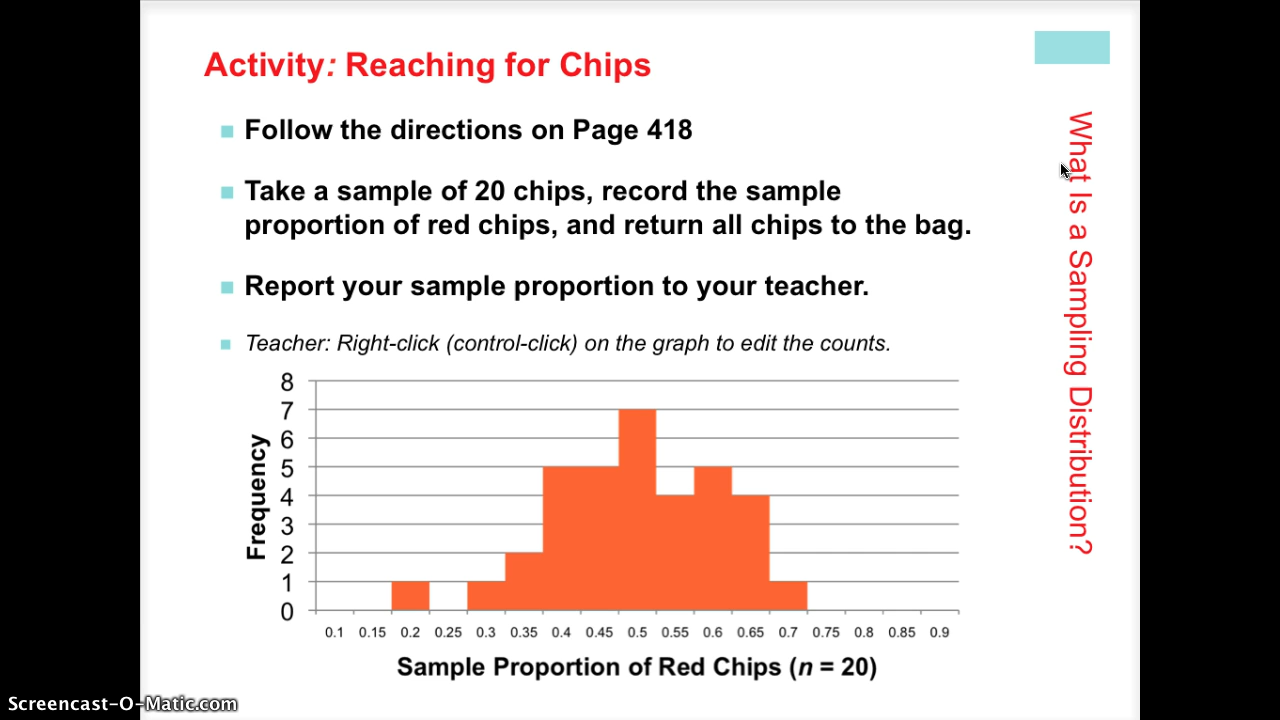 Activity: Reaching for Chips
Follow the directions on Page 418
Take a sample of 20 chips, record the sample
proportion of red chips, and return all chips to the bag.
Report your sample proportion to your teacher.
Teacher: Right-click (control-click) on the graph to edit the counts.
What Is a Sampling Distribution?
8
7
6
5
4
3
2
1
0
Frequency
0.1 0.15 0.2 0.25 0.3 0.35 0.4 0.45 0.5 0.55 0.6 0.65 0.7 0.75 0.8 0.85 0.9
Sample Proportion of Red Chips (n = 20)
Screencast-O-Matic.com